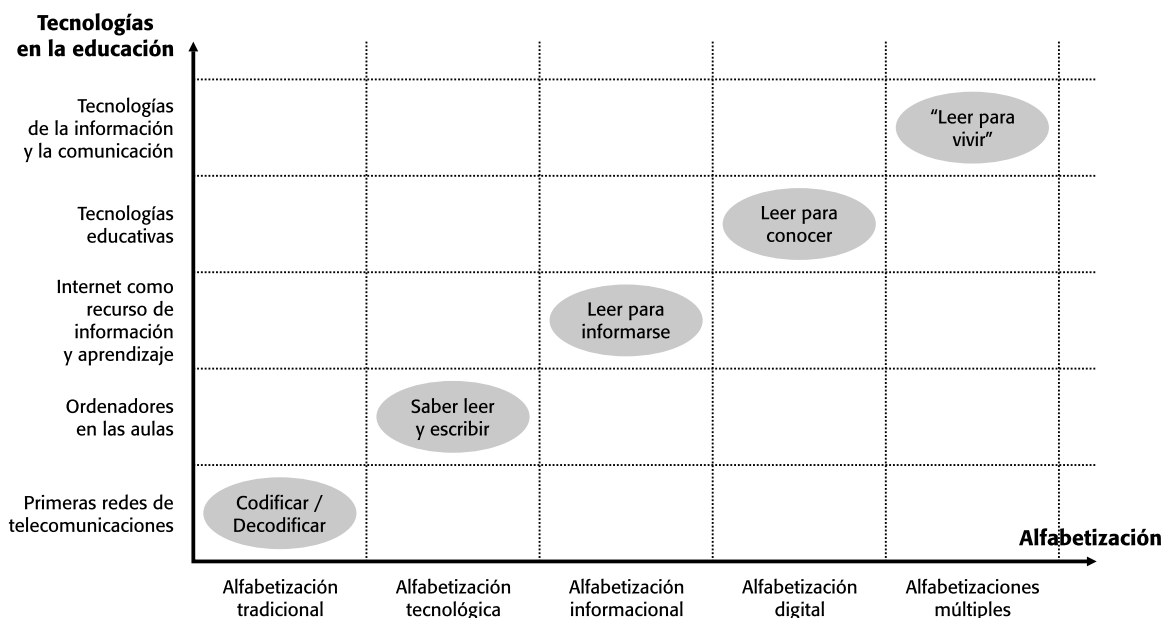 Tecnologías
en la educación
Tecnologías
de la información
y la comunicación
“Leer para
vivir”
Tecnologías
educativas
Leer para
conocer
Internet como
recurso de
información
y aprendizaje
Leer para
informarse
Ordenadores
en las aulas
Saber leer
y escribir
Primeras redes de
telecomunicaciones
Codificar /
Decodificar
Alfabetización
Alfabetización
tradicional
Alfabetización
tecnológica
Alfabetización
informacional
Alfabetización
digital
Alfabetizaciones
múltiples